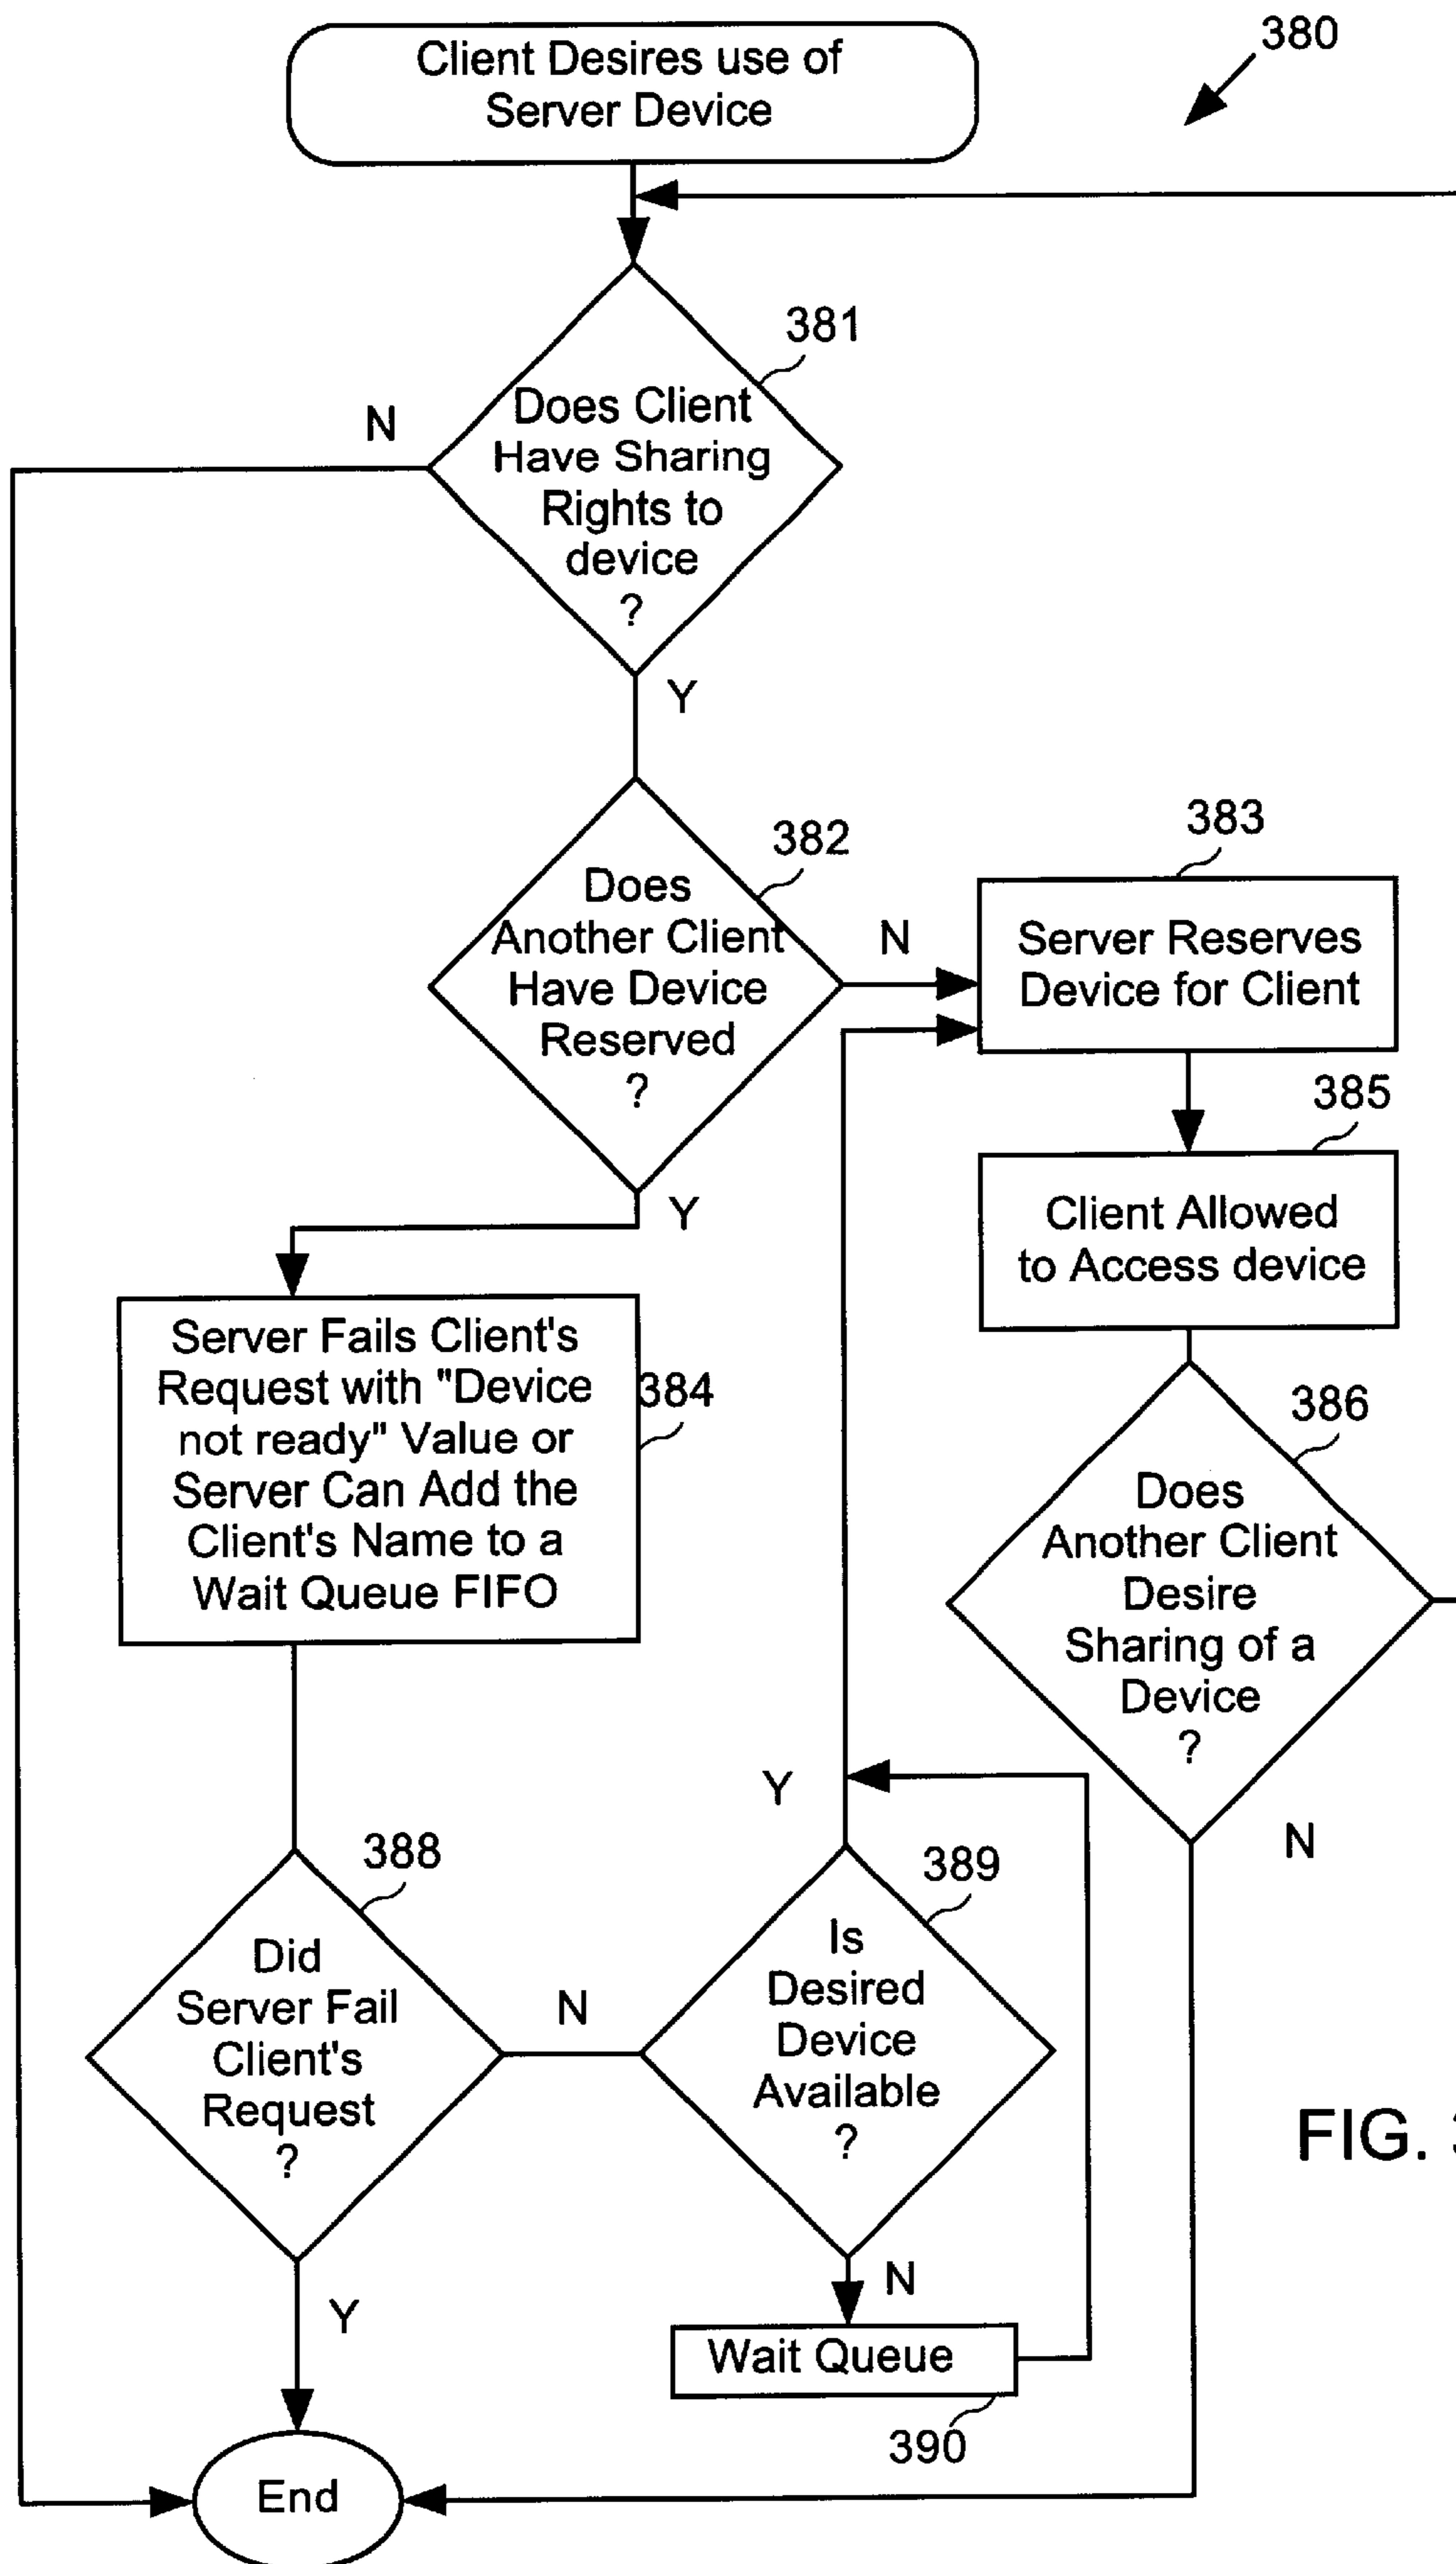 Client Desires use of
Server Device
380
381
Does Client
Have Sharing
Rights to
device
?
N
Y
382
Does
Another Client
Have Device
Reserved
?
N
Y
383
Server Reserves
Device for Client
385
Client Allowed
to Access device
Server Fails Client's
Request with "Device
not ready" Value or
Server Can Add the
Client's Name to a
Wait Queue FIFO
384
386
Does
Another Client
Desire
Sharing of a
Device
?
N
388
Did
Server Fail
Client's
Request
?
N
Y
389
Is
Desired
Device
Available
?
Y
N
Wait Queue
390
End
FIG.